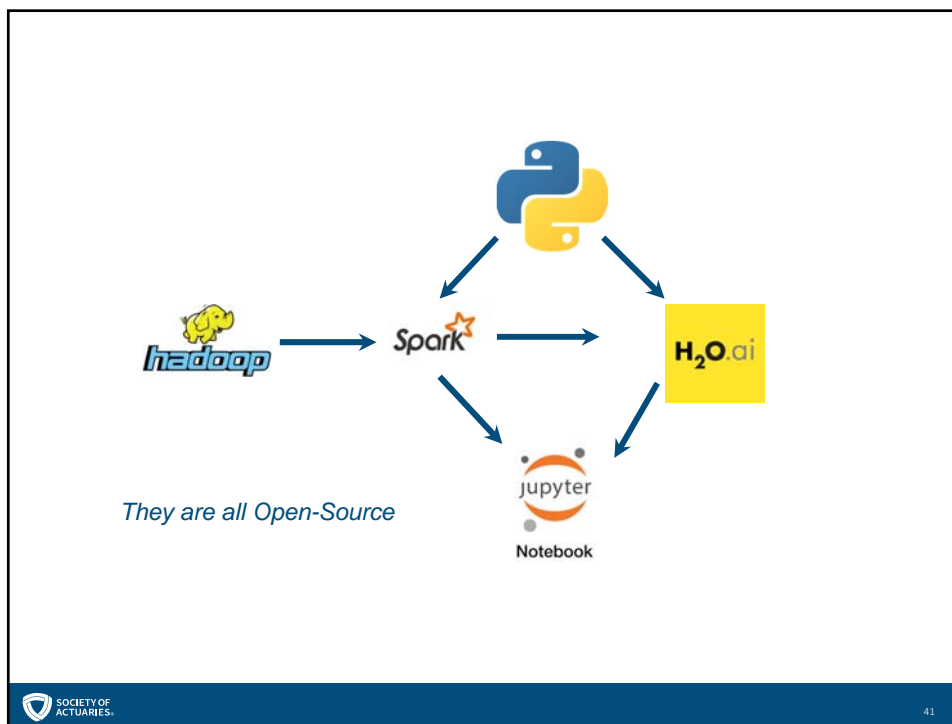 hadoop
Spark
H₂O.ai
jupyter
Notebook
They are all Open-Source
SOCIETY OF
ACTUARIES®
41